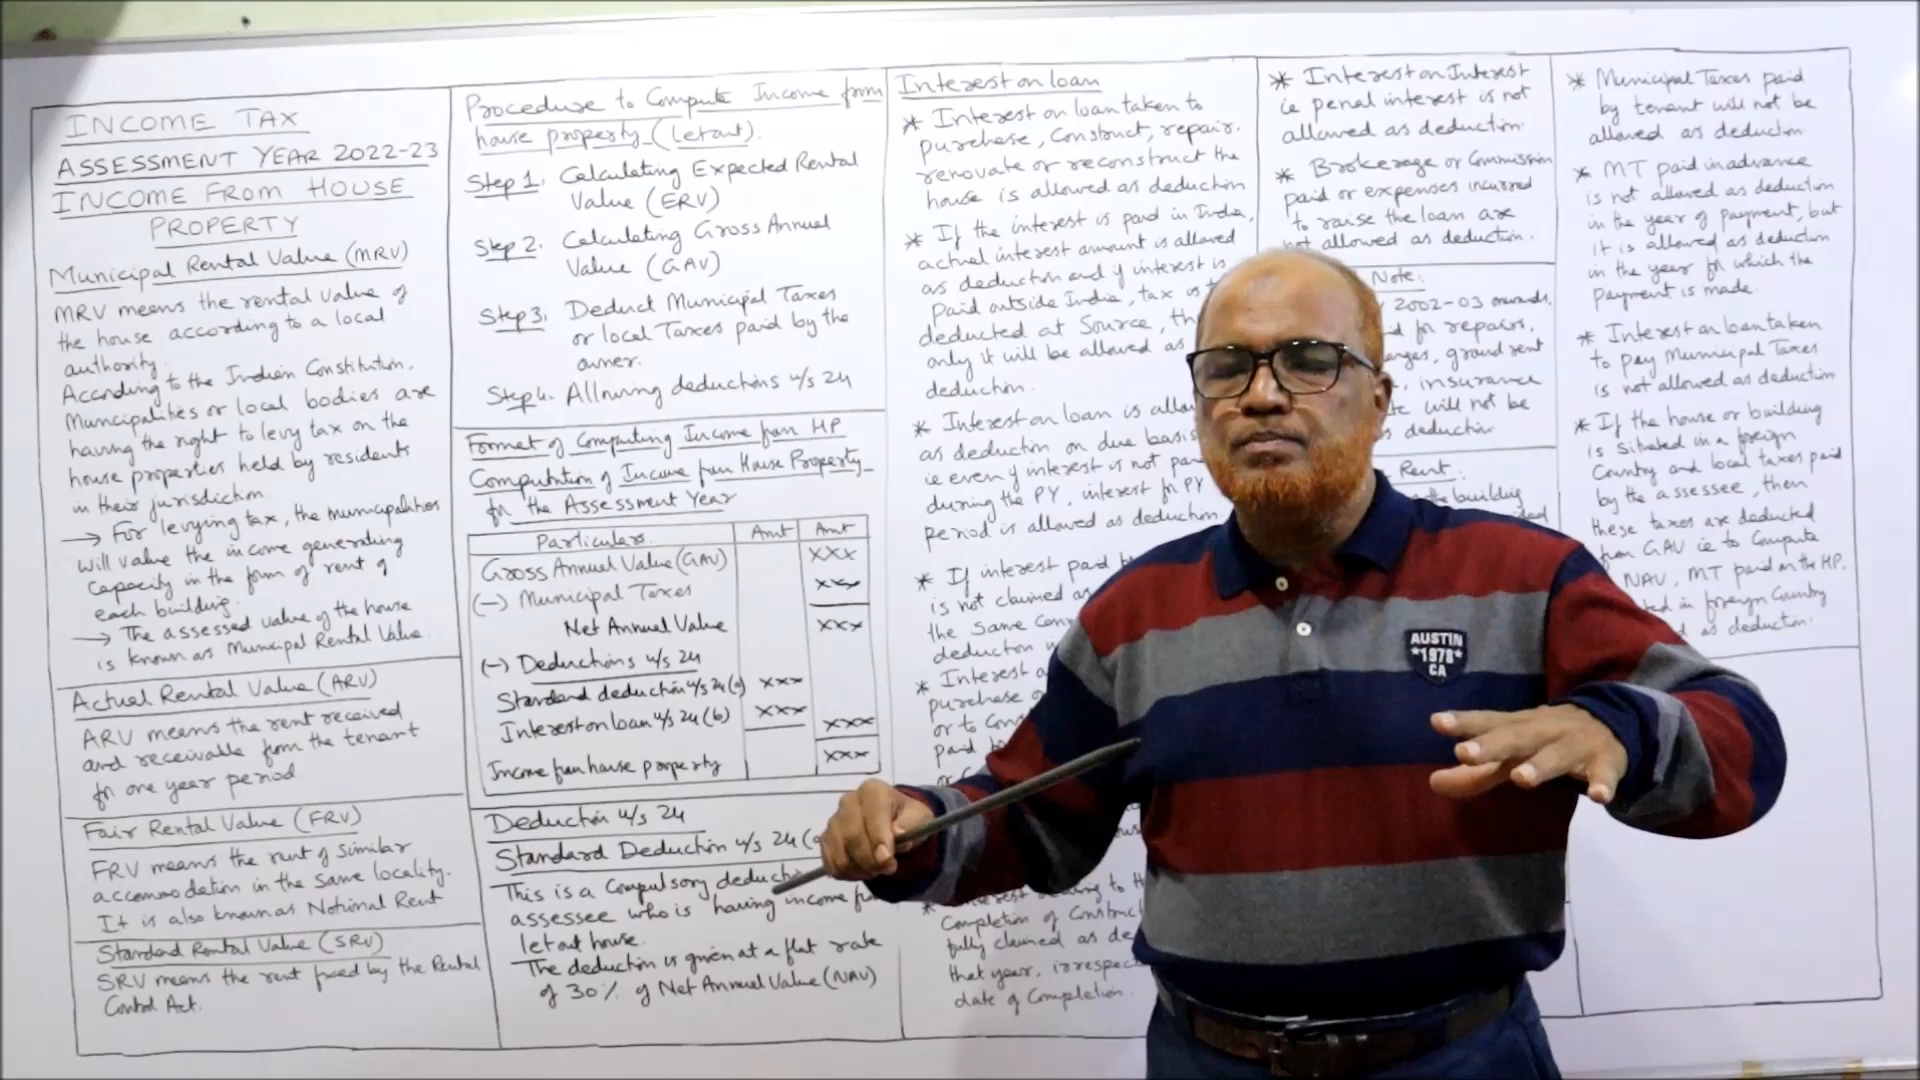 INCOME TAX
ASSESSMENT YEAR 2022-23
INCOME FROM HOUSE
PROPERTY
Municipal Rental Value (MRV)
MRV means the rental value of
the house according to a local
authority.
According to the Indian Constitution,
Municipalities or local bodies are
having the right to levy tax on the
house properties held by residents
in their jurisdiction.
→ For levying tax, the municipalities
will value the income generating
capacity in the form of rent of
each building.
→ The assessed value of the house
is known as Municipal Rental Value.
Actual Rental Value (ARV)
ARV means the rent received
and receivable from the tenant
for one year period
Fair Rental Value (FRV)
FRV means the rent of similar
accommodation in the same locality.
It is also known as Notional Rent
Standard Rental Value (SRV)
SRV means the rent fixed by the Rental
Control Act.
Procedure to Compute Income from
house property (let out).
Step 1. Calculating Expected Rental
Value (ERV)
Step 2. Calculating Gross Annual
Value (GAV)
Step 3. Deduct Municipal Taxes
or local Taxes paid by the
owner.
Step 4. Allowing deductions u/s 24
Format of Computing Income from HP
Computation of Income from House Property
for the Assessment Year
Particulars Amt Amt
Gross Annual Value (GAV) xxx
(-) Municipal Taxes xxx
Net Annual Value xxx
(-) Deductions u/s 24
Standard deduction u/s 24(a) xxx
Interest on loan u/s 24(b) xxx xxx
Income from house property xxx
Deduction u/s 24
Standard Deduction u/s 24(
This is a Compulsory
assessee who is having income
let out house.
The deduction is given at a flat rate
of 30% of Net Annual Value (NAV)
Interest on loan
* Interest on loan taken to
purchase, Construct, repair,
renovate or reconstruct the
house is allowed as deduction
* If the interest is paid in India,
actual interest amount is allowed
as deduction and if interest is
Paid outside India, tax is
deducted at Source,
only it will be allowed as
deduction.
* Interest on loan is
as deduction on due basis
ie even if interest is not
during the PY, interest for PY
period is allowed as deduction
* If interest paid
is not claimed as
the same
deduction
* Interest
purchase
or to
paid
or
*
Completion of
fully claimed as
that year,
date of Completion.
* Interest on Interest
ie penal interest is not
allowed as deduction.
* Brokerage or Commission
paid or expenses incurred
to raise the loan are
not allowed as deduction.
Note:
2002-03 onwards,
for repairs,
ground rent
insurance
will not be
deduction
Rent:
the building
* Municipal Taxes paid
by tenant will not be
allowed as deduction
* MT paid in advance
is not allowed as deduction
in the year of payment, but
it is allowed as deduction
in the year for which the
payment is made.
* Interest on loan taken
to pay Municipal Taxes
is not allowed as deduction
* If the house or building
is situated in a foreign
Country and local taxes paid
by the assessee, then
these taxes are deducted
from GAV ie to Compute
NAV, MT paid on the HP,
in foreign Country
as deduction.
AUSTIN
*1978*
CA